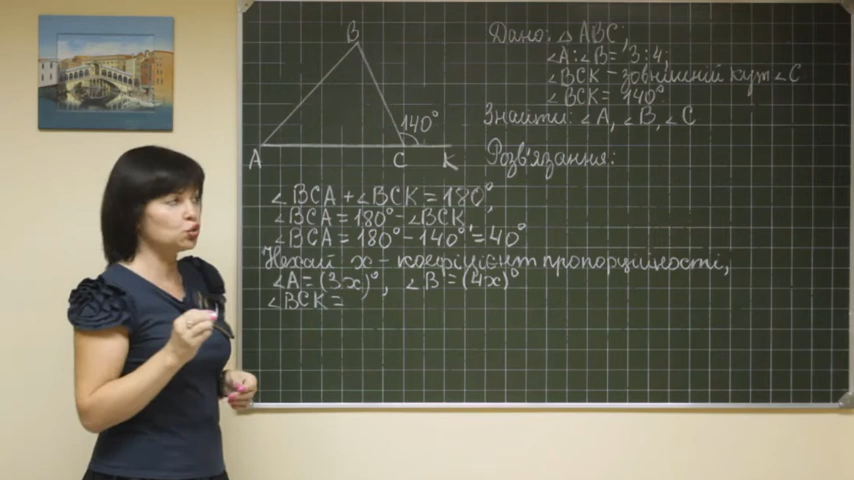 B
140°
A C K
Дано: △ABC;
∠A:∠B = 3:4;
∠BCK – зовнішній кут ∠C
∠BCK = 140°
Знайти: ∠A, ∠B, ∠C
Розв'язання:
∠BCA + ∠BCK = 180°,
∠BCA = 180° – ∠BCK
∠BCA = 180° – 140° = 40°
Нехай x – коефіцієнт пропорційності,
∠A = (3x)°, ∠B = (4x)°
∠BCK =